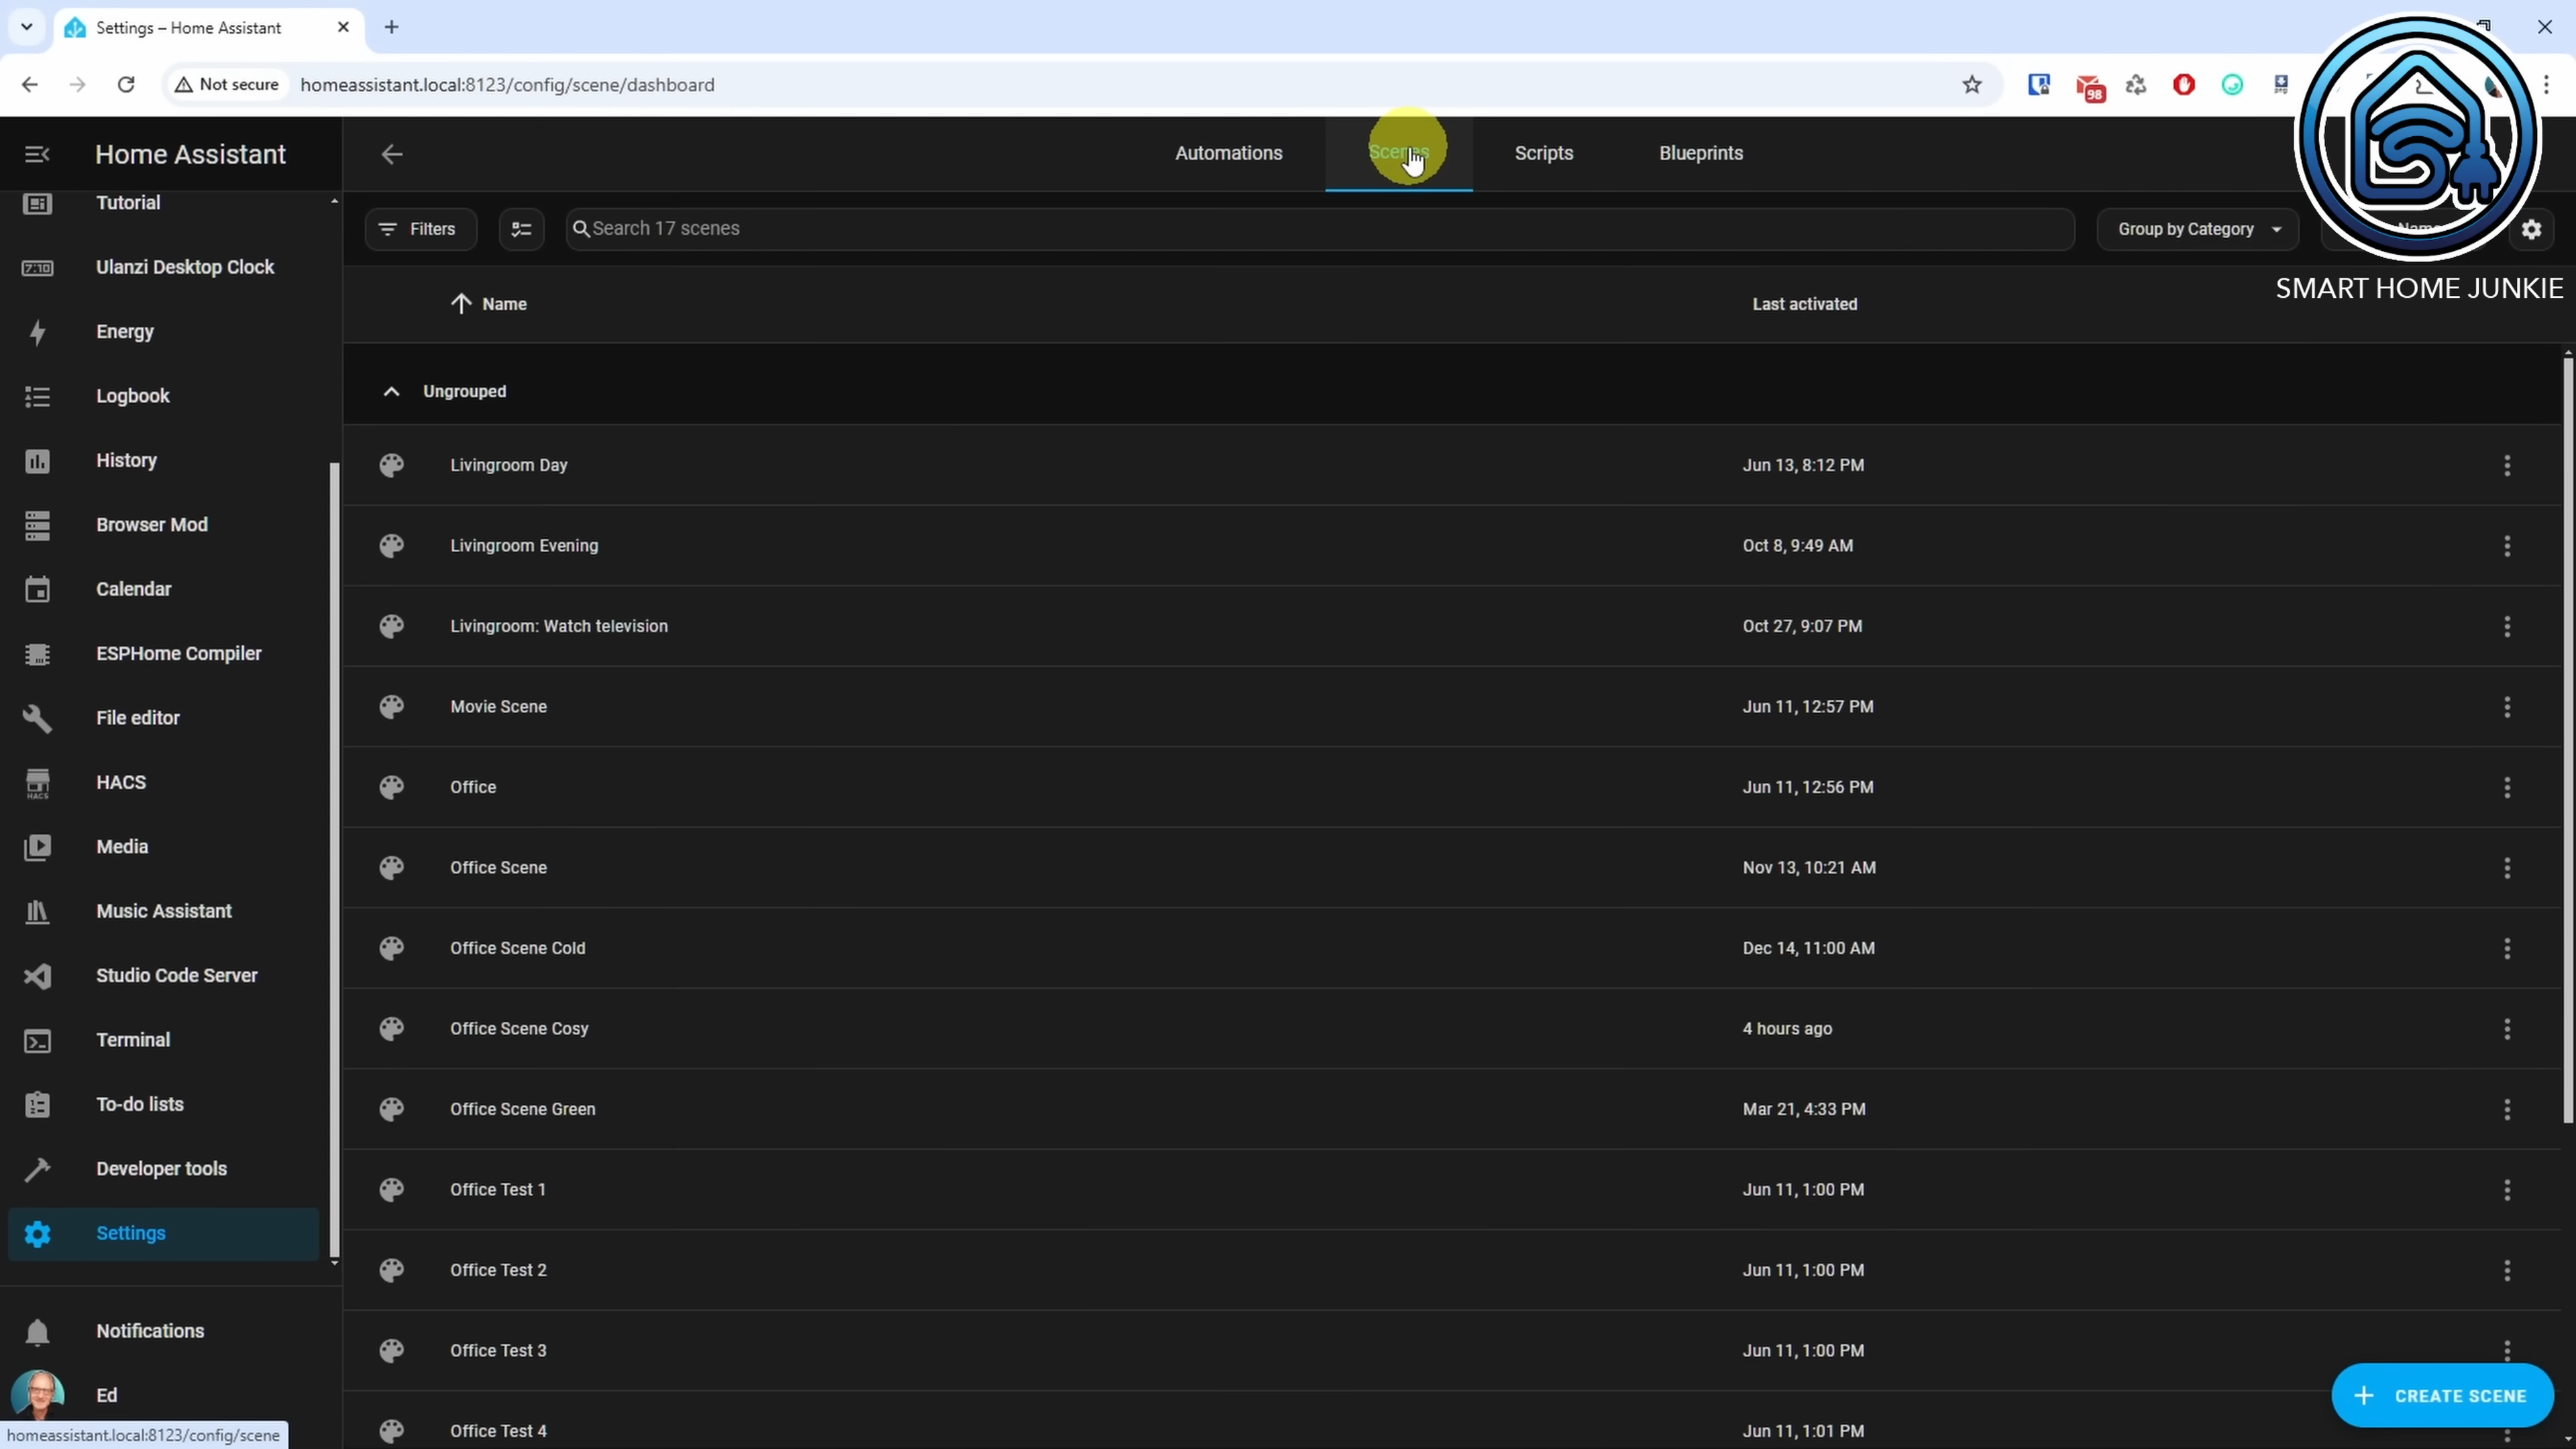 Settings – Home Assistant
Not secure
homeassistant.local:8123/config/scene/dashboard
98
Home Assistant
Automations
Scenes
Scripts
Blueprints
SMART HOME JUNKIE
Tutorial
7:10
Ulanzi Desktop Clock
Energy
Logbook
History
Browser Mod
Calendar
ESPHome Compiler
File editor
HACS
HACS
Media
Music Assistant
Studio Code Server
Terminal
To-do lists
Developer tools
Settings
Notifications
Ed
homeassistant.local:8123/config/scene
Filters
Search 17 scenes
Group by Category
Name
Name Last activated
Ungrouped
Livingroom Day Jun 13, 8:12 PM
Livingroom Evening Oct 8, 9:49 AM
Livingroom: Watch television Oct 27, 9:07 PM
Movie Scene Jun 11, 12:57 PM
Office Jun 11, 12:56 PM
Office Scene Nov 13, 10:21 AM
Office Scene Cold Dec 14, 11:00 AM
Office Scene Cosy 4 hours ago
Office Scene Green Mar 21, 4:33 PM
Office Test 1 Jun 11, 1:00 PM
Office Test 2 Jun 11, 1:00 PM
Office Test 3 Jun 11, 1:00 PM
Office Test 4 Jun 11, 1:01 PM
CREATE SCENE